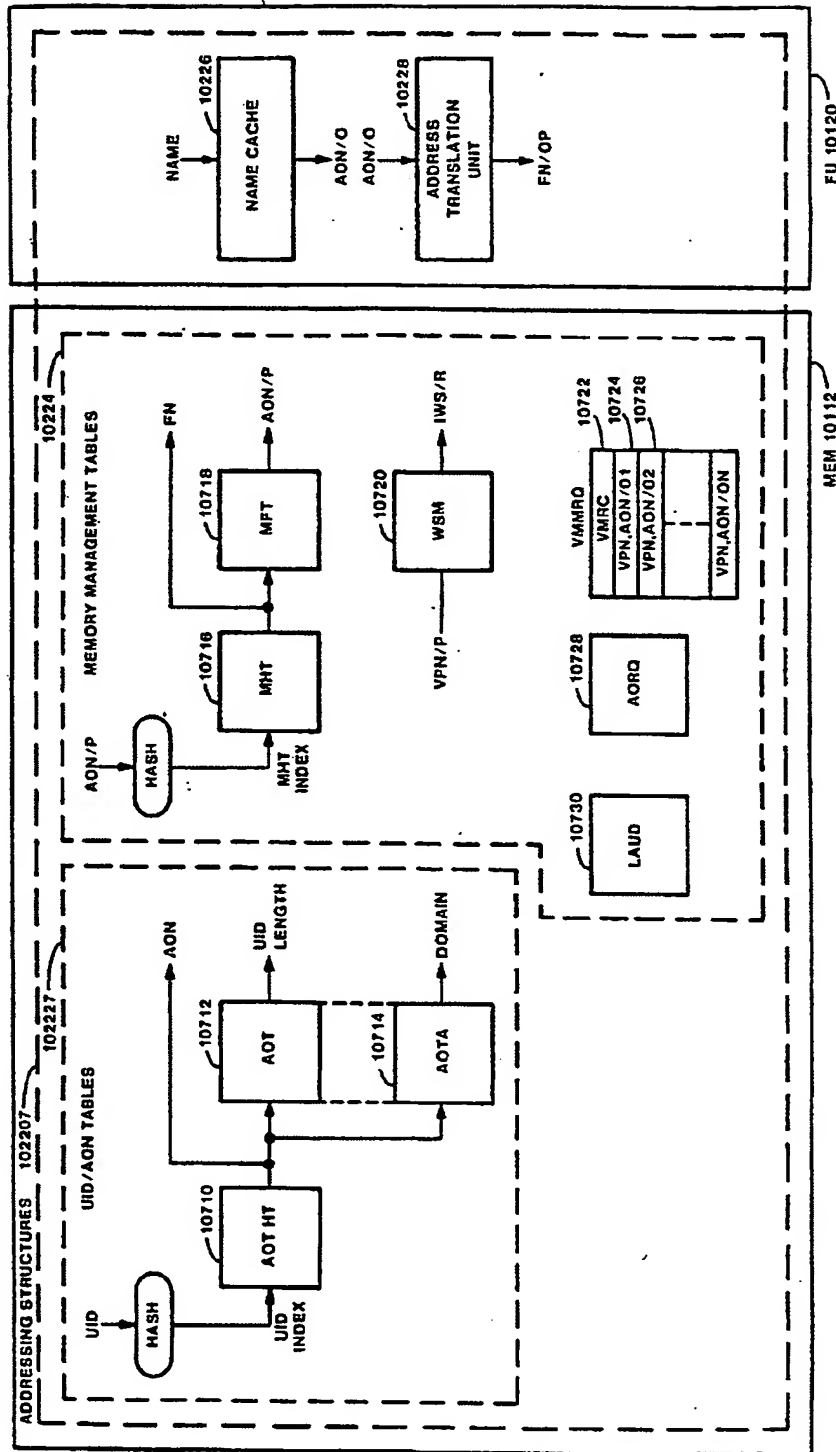 ADDRESSING STRUCTURES 102207
102227
UID/AON TABLES
UID
HASH
UID
INDEX
10710
AOT HT
AON
10712
AOT
UID
LENGTH
10714
AOTA
DOMAIN
10224
MEMORY MANAGEMENT TABLES
AON/P
HASH
MHT
INDEX
10716
MHT
FN
10718
MFT
AON/P
VPN/P
10720
WSM
IWS/R
10730
LAUD
10728
AORQ
VMMRQ
VMRC
10722
VPN,AON/O1
10724
VPN,AON/O2
10726
VPN,AON/ON
MEM 10112
NAME
10226
NAME CACHE
AON/O
AON/O
10228
ADDRESS
TRANSLATION
UNIT
FN/OP
FU 10120